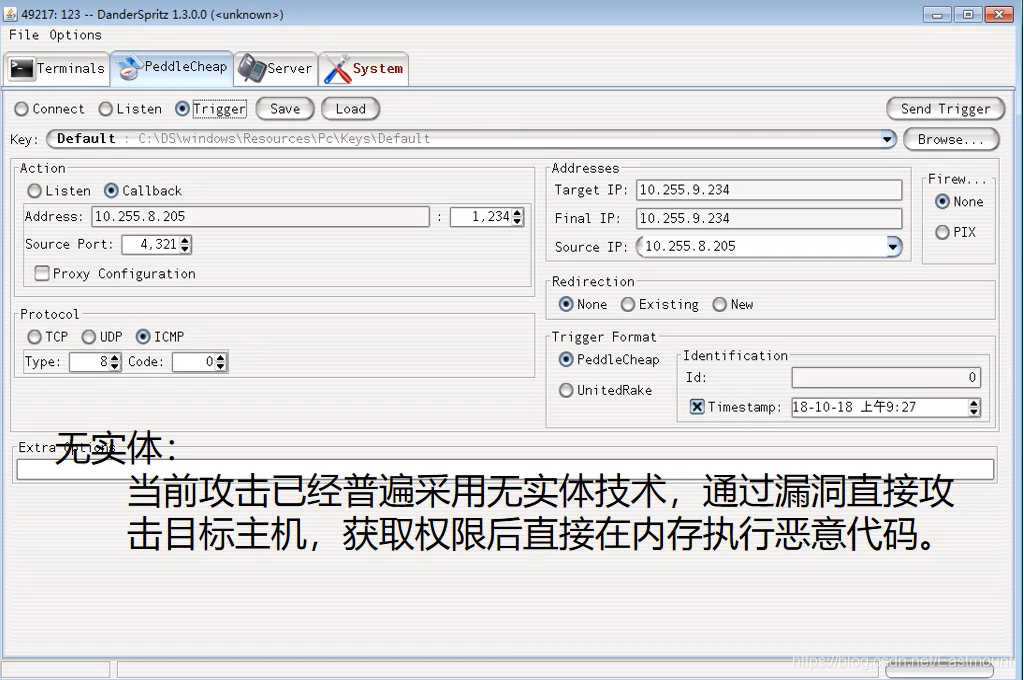 49217: 123 -- DanderSpritz 1.3.0.0 (<unknown>)
File Options
Terminals PeddleCheap Server System
Connect Listen Trigger Save Load Send Trigger
Key: Default : C:\DS\windows\Resources\Pc\Keys\Default Browse...
Action
Listen Callback
Address: 10.255.8.205 : 1,234
Source Port: 4,321
Proxy Configuration
Protocol
TCP UDP ICMP
Type: 8 Code: 0
Addresses
Target IP: 10.255.9.234
Final IP: 10.255.9.234
Source IP: 10.255.8.205
Firew...
None
PIX
Redirection
None Existing New
Trigger Format
PeddleCheap
UnitedRake
Identification
Id: 0
Timestamp: 18-10-18 上午9:27
Extra Options
无实体：
当前攻击已经普遍采用无实体技术，通过漏洞直接攻
击目标主机，获取权限后直接在内存执行恶意代码。
https://blog.csdn.net/Eastmount